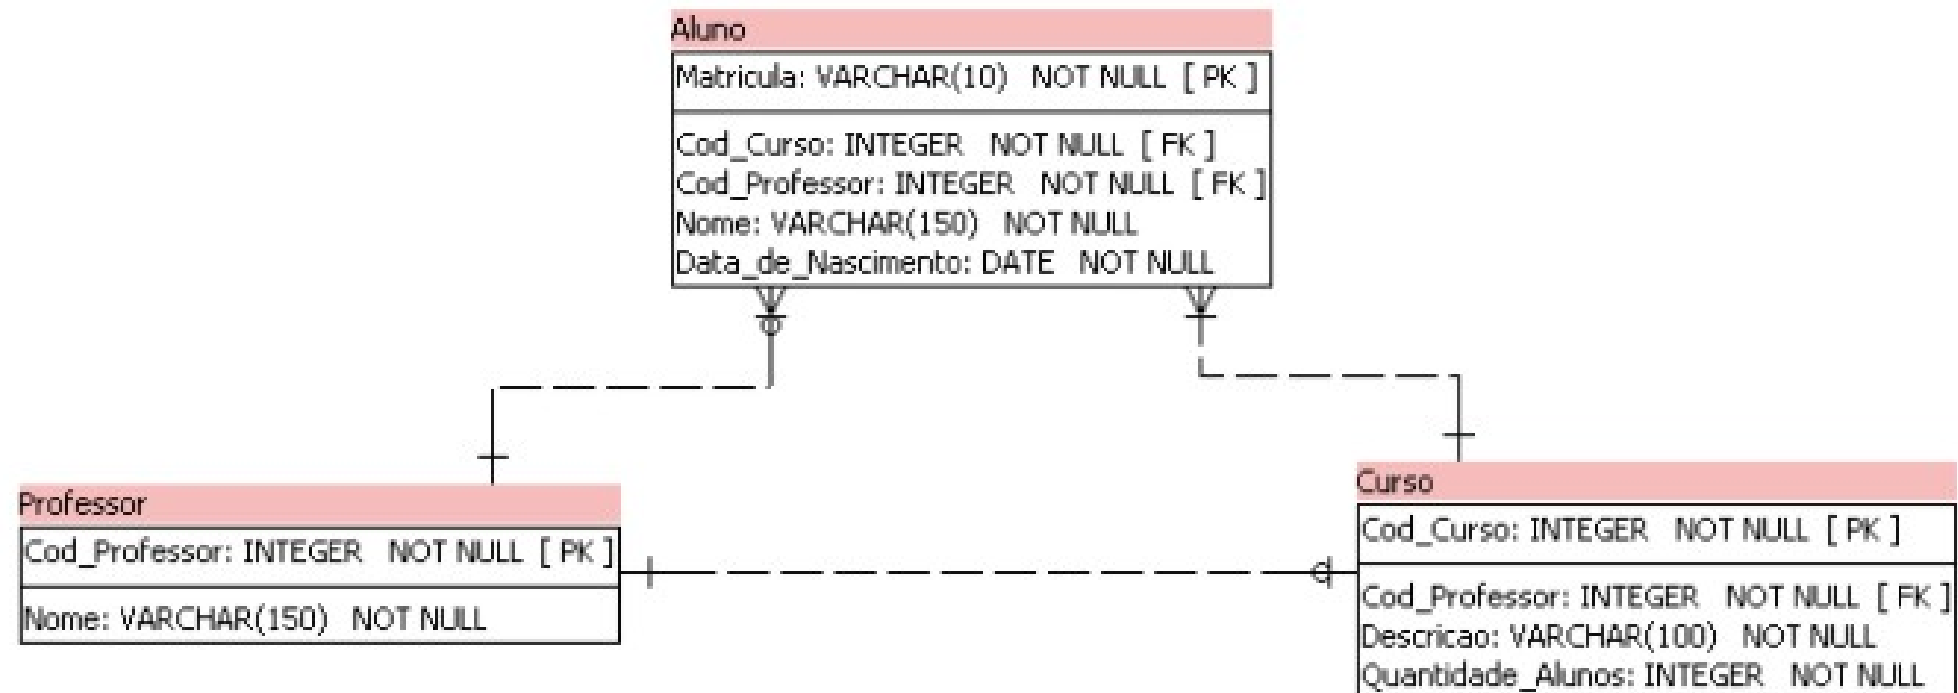 Aluno
Matricula: VARCHAR(10) NOT NULL [ PK ]
Cod_Curso: INTEGER NOT NULL [ FK ]
Cod_Professor: INTEGER NOT NULL [ FK ]
Nome: VARCHAR(150) NOT NULL
Data_de_Nascimento: DATE NOT NULL
Professor
Cod_Professor: INTEGER NOT NULL [ PK ]
Nome: VARCHAR(150) NOT NULL
Curso
Cod_Curso: INTEGER NOT NULL [ PK ]
Cod_Professor: INTEGER NOT NULL [ FK ]
Descricao: VARCHAR(100) NOT NULL
Quantidade_Alunos: INTEGER NOT NULL